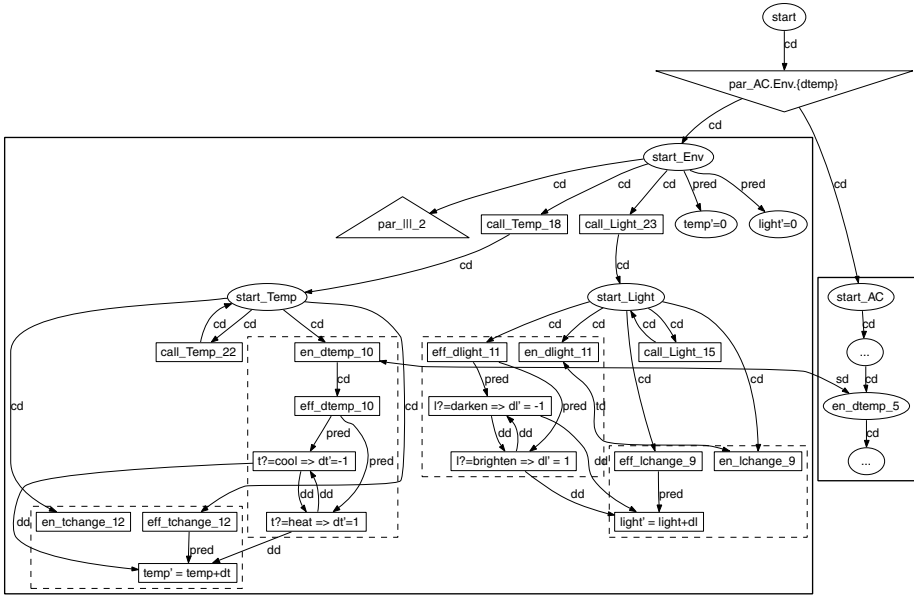 start
cd
par_AC.Env.{dtemp}
cd
cd
start_Env
cd
cd
cd
pred
pred
par_|||_2
call_Temp_18
call_Light_23
temp'=0
light'=0
cd
cd
start_Temp
start_Light
start_AC
cd
cd
cd
cd
cd
cd
cd
call_Temp_22
en_dtemp_10
eff_dlight_11
en_dlight_11
call_Light_15
...
cd
pred
cd
cd
sd
cd
cd
cd
eff_dtemp_10
l?=darken => dl' = -1
pred
td
en_dtemp_5
pred
pred
dd
dd
cd
t?=cool => dt'=-1
l?=brighten => dl' = 1
dd
eff_lchange_9
en_lchange_9
...
dd
dd
dd
dd
pred
en_tchange_12
eff_tchange_12
t?=heat => dt'=1
light' = light+dl
pred
dd
temp' = temp+dt